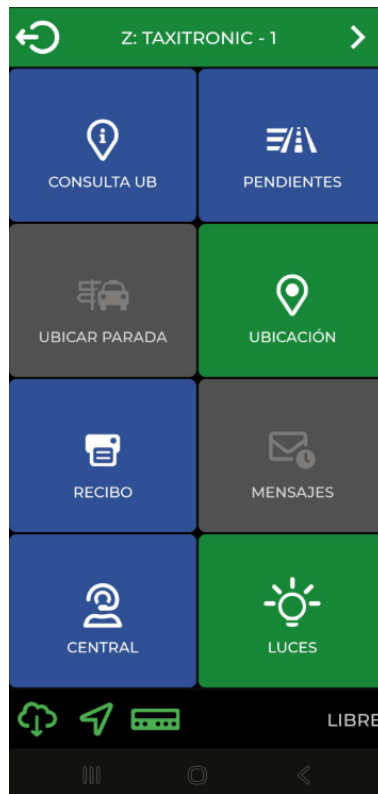 Z: TAXITRONIC - 1
CONSULTA UB
PENDIENTES
UBICAR PARADA
UBICACIÓN
RECIBO
MENSAJES
CENTRAL
LUCES
LIBRE